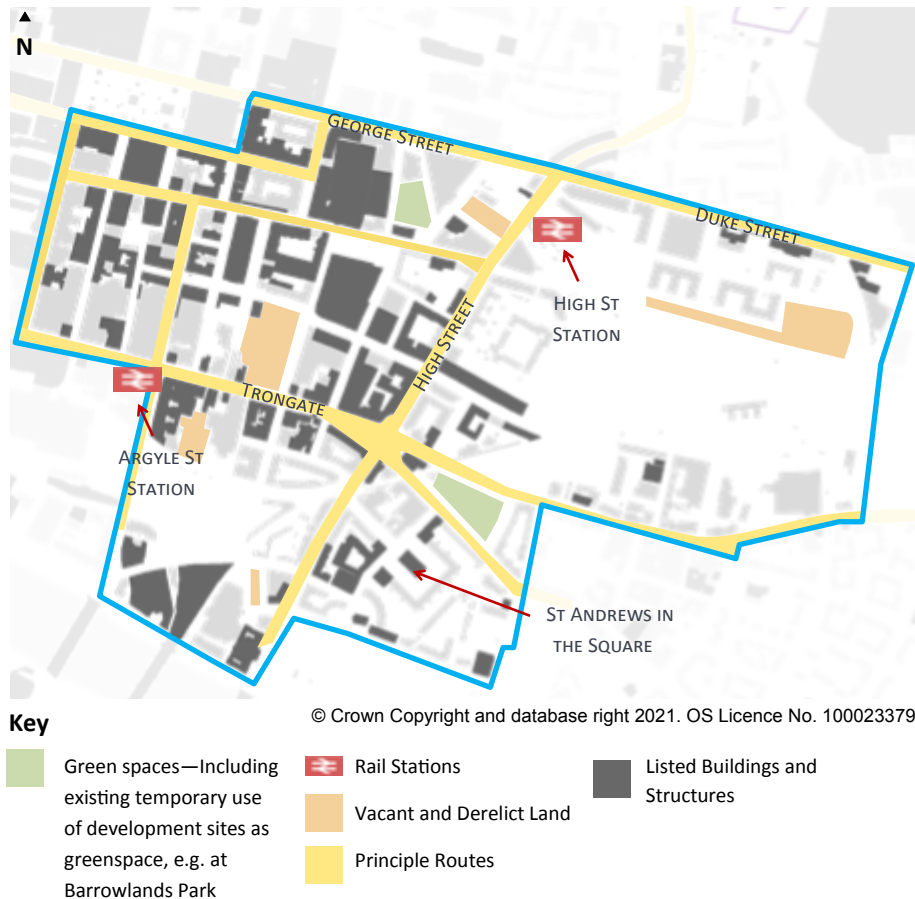 N
GEORGE STREET
DUKE STREET
HIGH ST
STATION
HIGH STREET
TRONGATE
ARGYLE ST
STATION
ST ANDREWS IN
THE SQUARE
Key
© Crown Copyright and database right 2021. OS Licence No. 100023379
Green spaces—Including
existing temporary use
of development sites as
greenspace, e.g. at
Barrowlands Park
Rail Stations
Vacant and Derelict Land
Principle Routes
Listed Buildings and
Structures